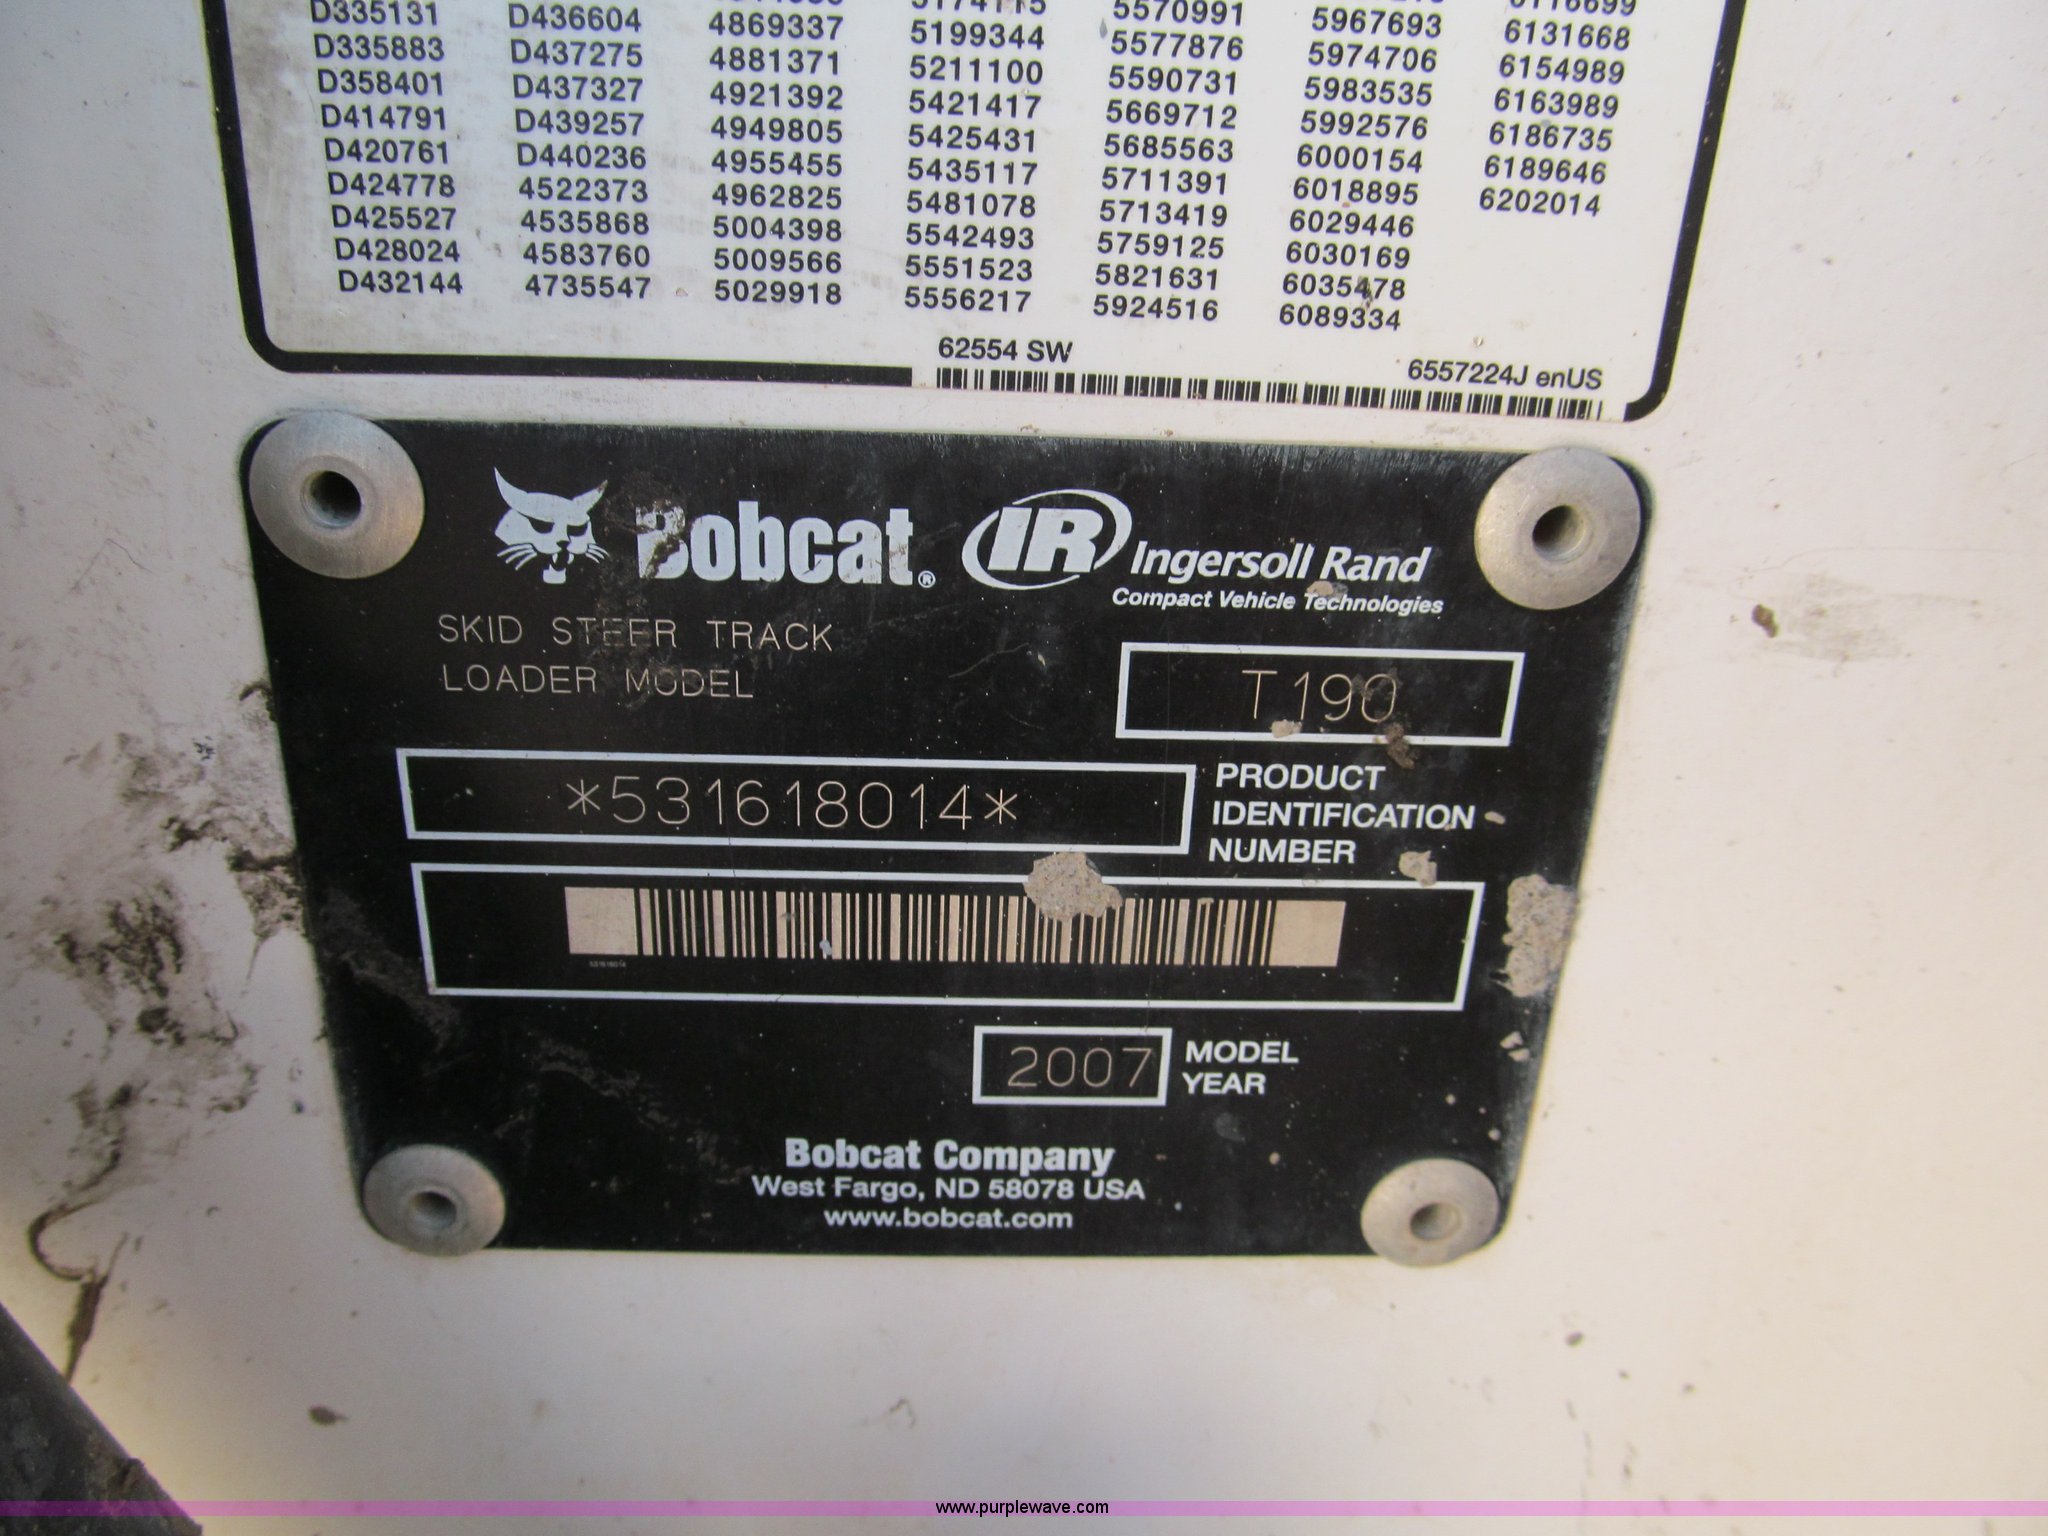 D335131 D436604 4869337 5570991 5967693 6116699
D335883 D437275 4881371 5199344 5577876 5974706 6131668
D358401 D437327 4921392 5211100 5590731 5983535 6154989
D414791 D439257 4949805 5421417 5669712 5992576 6163989
D420761 D440236 4955455 5425431 5685563 6000154 6186735
D424778 4522373 4962825 5435117 5711391 6018895 6189646
D425527 4535868 5004398 5481078 5713419 6029446 6202014
D428024 4583760 5009566 5542493 5759125 6030169
D432144 4735547 5029918 5551523 5821631 6035478
5556217 5924516 6089334
62554 SW
6557224J enUS
Bobcat® IR Ingersoll Rand
Compact Vehicle Technologies
SKID STEER TRACK
LOADER MODEL
T190
*531618014*
PRODUCT
IDENTIFICATION
NUMBER
531618014
2007
MODEL
YEAR
Bobcat Company
West Fargo, ND 58078 USA
www.bobcat.com
www.purplewave.com